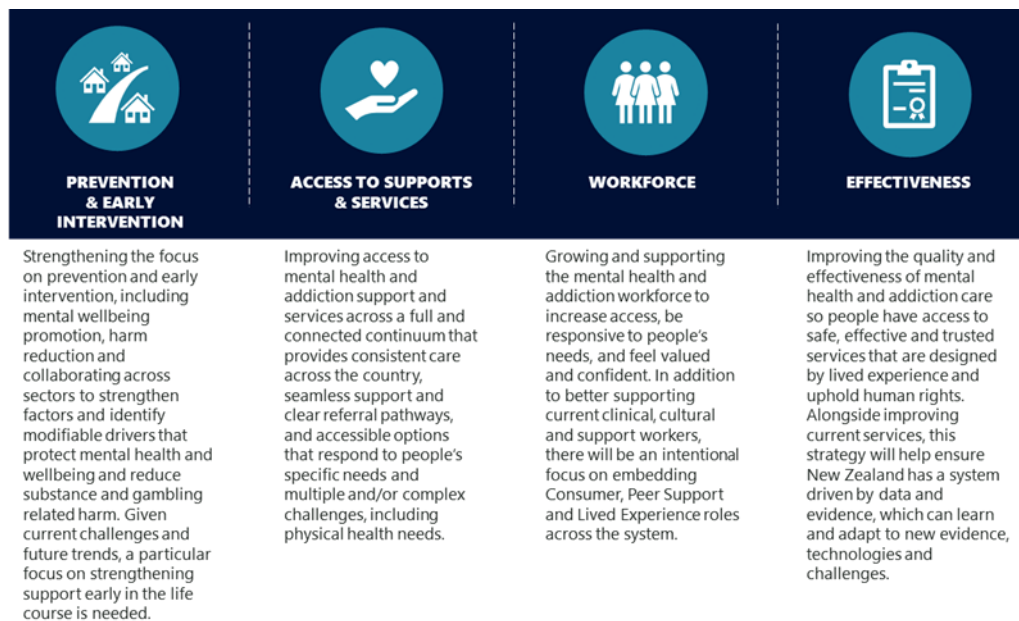 PREVENTION
& EARLY
INTERVENTION
Strengthening the focus
on prevention and early
intervention, including
mental wellbeing
promotion, harm
reduction and
collaborating across
sectors to strengthen
factors and identify
modifiable drivers that
protect mental health and
wellbeing and reduce
substance and gambling
related harm. Given
current challenges and
future trends, a particular
focus on strengthening
support early in the life
course is needed.
ACCESS TO SUPPORTS
& SERVICES
Improving access to
mental health and
addiction support and
services across a full and
connected continuum that
provides consistent care
across the country,
seamless support and
clear referral pathways,
and accessible options
that respond to people's
specific needs and
multiple and/or complex
challenges, including
physical health needs.
WORKFORCE
Growing and supporting
the mental health and
addiction workforce to
increase access, be
responsive to people's
needs, and feel valued
and confident. In addition
to better supporting
current clinical, cultural
and support workers,
there will be an intentional
focus on embedding
Consumer, Peer Support
and Lived Experience roles
across the system.
EFFECTIVENESS
Improving the quality and
effectiveness of mental
health and addiction care
so people have access to
safe, effective and trusted
services that are designed
by lived experience and
uphold human rights.
Alongside improving
current services, this
strategy will help ensure
New Zealand has a system
driven by data and
evidence, which can learn
and adapt to new evidence,
technologies and
challenges.